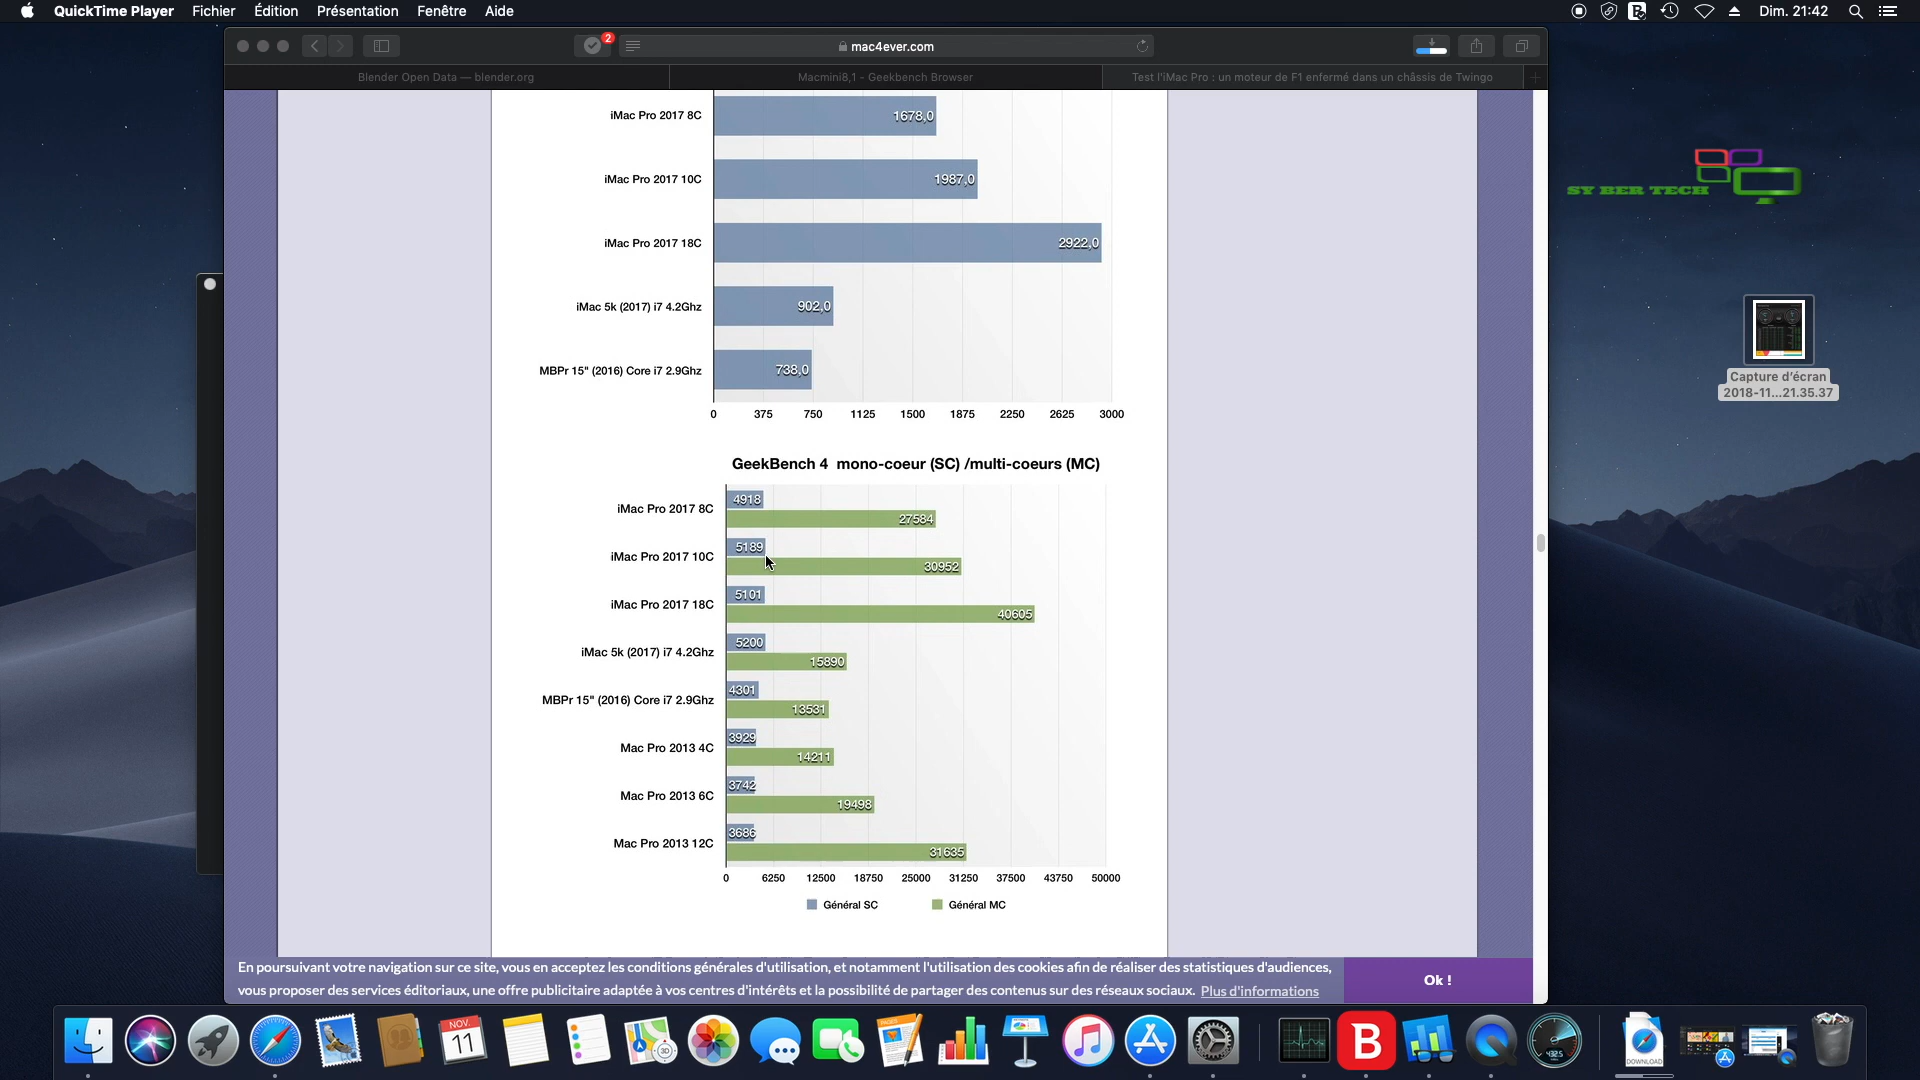 QuickTime Player Fichier Édition Présentation Fenêtre Aide Dim. 21:42
2 mac4ever.com
Blender Open Data — blender.org Macmini8,1 - Geekbench Browser Test l'iMac Pro : un moteur de F1 enfermé dans un châssis de Twingo
iMac Pro 2017 8C 1678,0
iMac Pro 2017 10C 1987,0
iMac Pro 2017 18C 2922,0
iMac 5k (2017) i7 4.2Ghz 902,0
MBPr 15" (2016) Core i7 2.9Ghz 738,0
0 375 750 1125 1500 1875 2250 2625 3000
SY BER TECH
Capture d'écran
2018-11...21.35.37
GeekBench 4 mono-coeur (SC) /multi-coeurs (MC)
4918
iMac Pro 2017 8C
27584
5189
iMac Pro 2017 10C
30952
5101
iMac Pro 2017 18C
40605
5200
iMac 5k (2017) i7 4.2Ghz
15890
4301
MBPr 15" (2016) Core i7 2.9Ghz
13531
3929
Mac Pro 2013 4C
14211
3742
Mac Pro 2013 6C
19498
3686
Mac Pro 2013 12C
31635
0 6250 12500 18750 25000 31250 37500 43750 50000
Général SC Général MC
En poursuivant votre navigation sur ce site, vous en acceptez les conditions générales d'utilisation, et notamment l'utilisation des cookies afin de réaliser des statistiques d'audiences,
vous proposer des services éditoriaux, une offre publicitaire adaptée à vos centres d'intérêts et la possibilité de partager des contenus sur des réseaux sociaux. Plus d'informations
Ok !
NOV.
11
3D
PAGES
B
432.5
DOWNLOAD